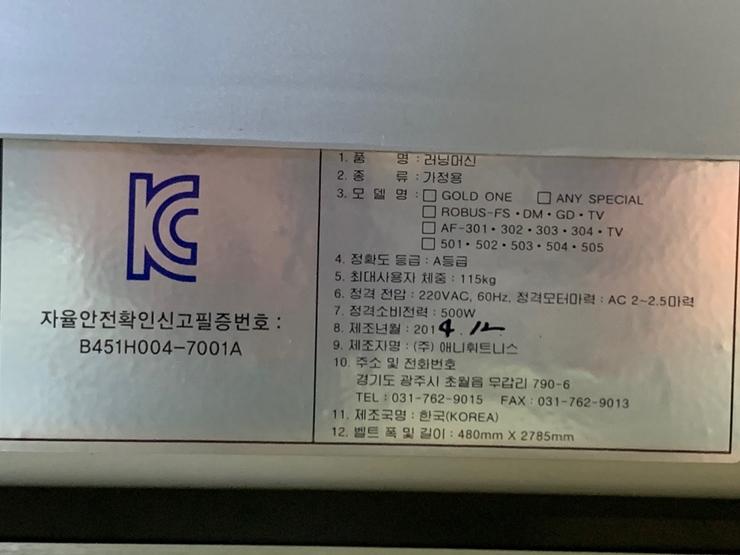 KC
자율안전확인신고필증번호 :
B451H004-7001A
1. 품 명 : 러닝머신
2. 종 류 : 가정용
3. 모 델 명 : □ GOLD ONE □ ANY SPECIAL
□ ROBUS-FS・DM・GD・TV
□ AF-301・302・303・304・TV
□ 501・502・503・504・505
4. 정확도 등급 : A등급
5. 최대사용자 체중 : 115kg
6. 정격 전압 : 220VAC, 60Hz, 정격모터마력 : AC 2~2.5마력
7. 정격소비전력 : 500W
8. 제조년월 : 2014. 12
9. 제조자명 : (주) 애니휘트니스
10. 주소 및 전화번호
경기도 광주시 초월읍 무갑리 790-6
TEL : 031-762-9015 FAX : 031-762-9013
11. 제조국명 : 한국(KOREA)
12. 벨트 폭 및 길이 : 480mm X 2785mm